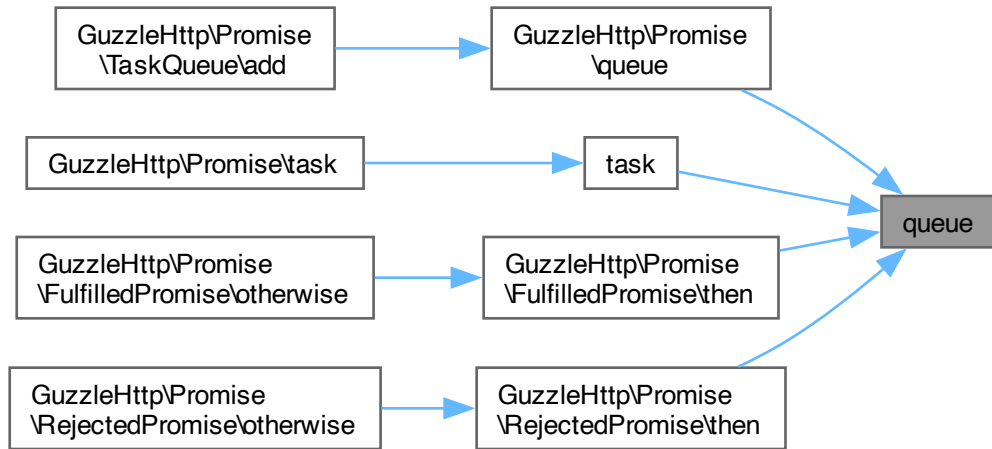 GuzzleHttp\Promise
\TaskQueue\add
GuzzleHttp\Promise
\queue
GuzzleHttp\Promise\task
task
queue
GuzzleHttp\Promise
\FulfilledPromise\otherwise
GuzzleHttp\Promise
\FulfilledPromise\then
GuzzleHttp\Promise
\RejectedPromise\otherwise
GuzzleHttp\Promise
\RejectedPromise\then